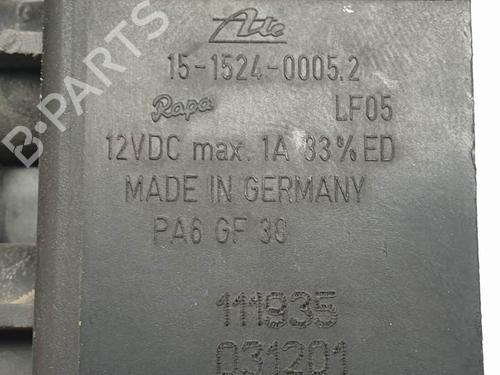 Ate
15-1524-0005.2
Rapa LF05
12VDC max. 1A 33%ED
MADE IN GERMANY
PA6 GF 30
111935
031201